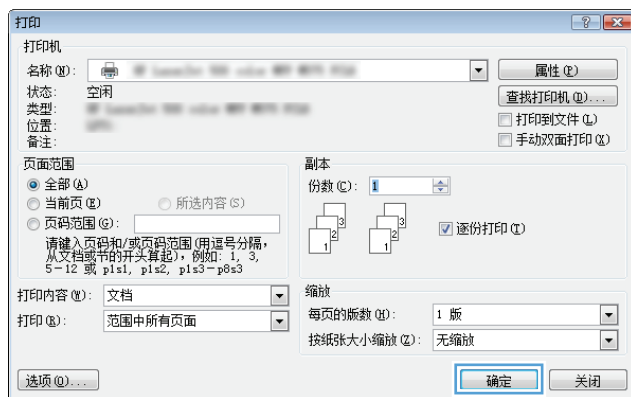 打印
打印机
名称(N):
属性(P)
状态: 空闲
查找打印机(D)...
类型:
位置:
打印到文件(L)
备注:
手动双面打印(X)
页面范围
全部(A)
当前页(E) 所选内容(S)
页码范围(G):
请键入页码和/或页码范围(用逗号分隔，
从文档或节的开头算起)，例如: 1, 3,
5-12 或 p1s1, p1s2, p1s3-p8s3
副本
份数(C): 1
1 2 3 1 2 3
逐份打印(T)
打印内容(W): 文档
打印(R): 范围中所有页面
缩放
每页的版数(H): 1 版
按纸张大小缩放(Z): 无缩放
选项(O)... 确定 关闭